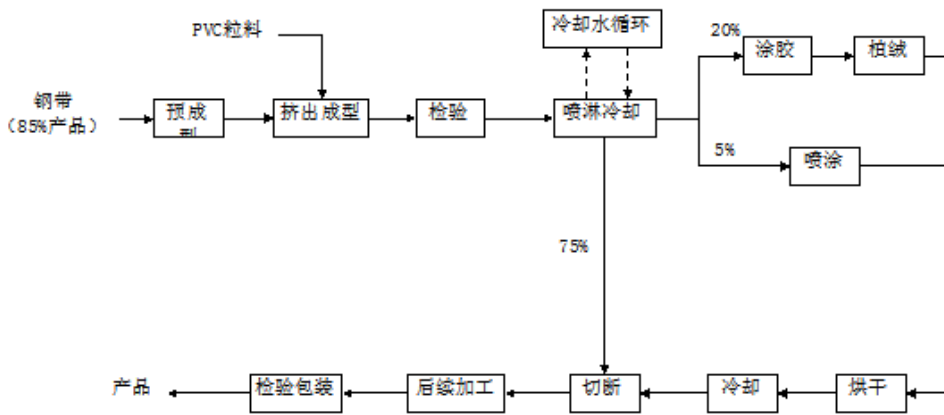 PVC粒料
冷却水循环
20%
涂胶
植绒
钢带
（85%产品）
预成型
挤出成型
检验
喷淋冷却
5%
喷涂
75%
产品
检验包装
后续加工
切断
冷却
烘干